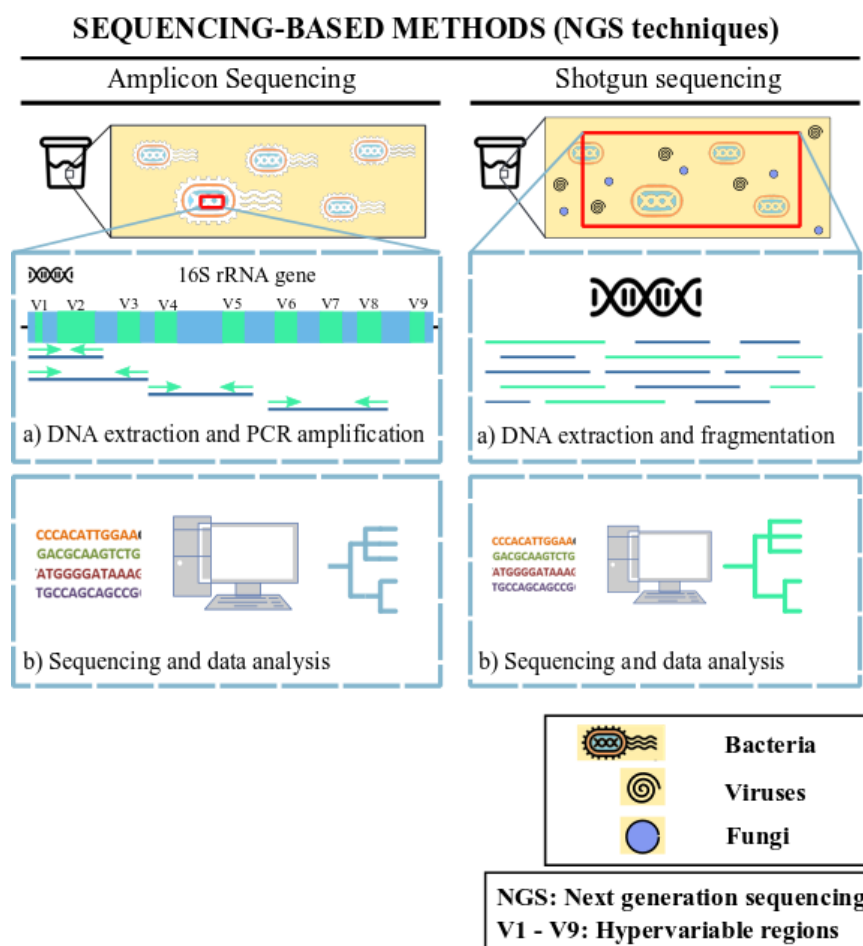 SEQUENCING-BASED METHODS (NGS techniques)
Amplicon Sequencing
Shotgun sequencing
16S rRNA gene
V1 V2 V3 V4 V5 V6 V7 V8 V9
a) DNA extraction and PCR amplification
a) DNA extraction and fragmentation
CCCACATTGGAAC
GACGCAAGTCTG
ATGGGGATAAAG
TGCCAGCAGCCG
b) Sequencing and data analysis
CCCACATTGGAAC
GACGCAAGTCTG
ATGGGGATAAAG
TGCCAGCAGCCG
b) Sequencing and data analysis
Bacteria
Viruses
Fungi
NGS: Next generation sequencing
V1 - V9: Hypervariable regions